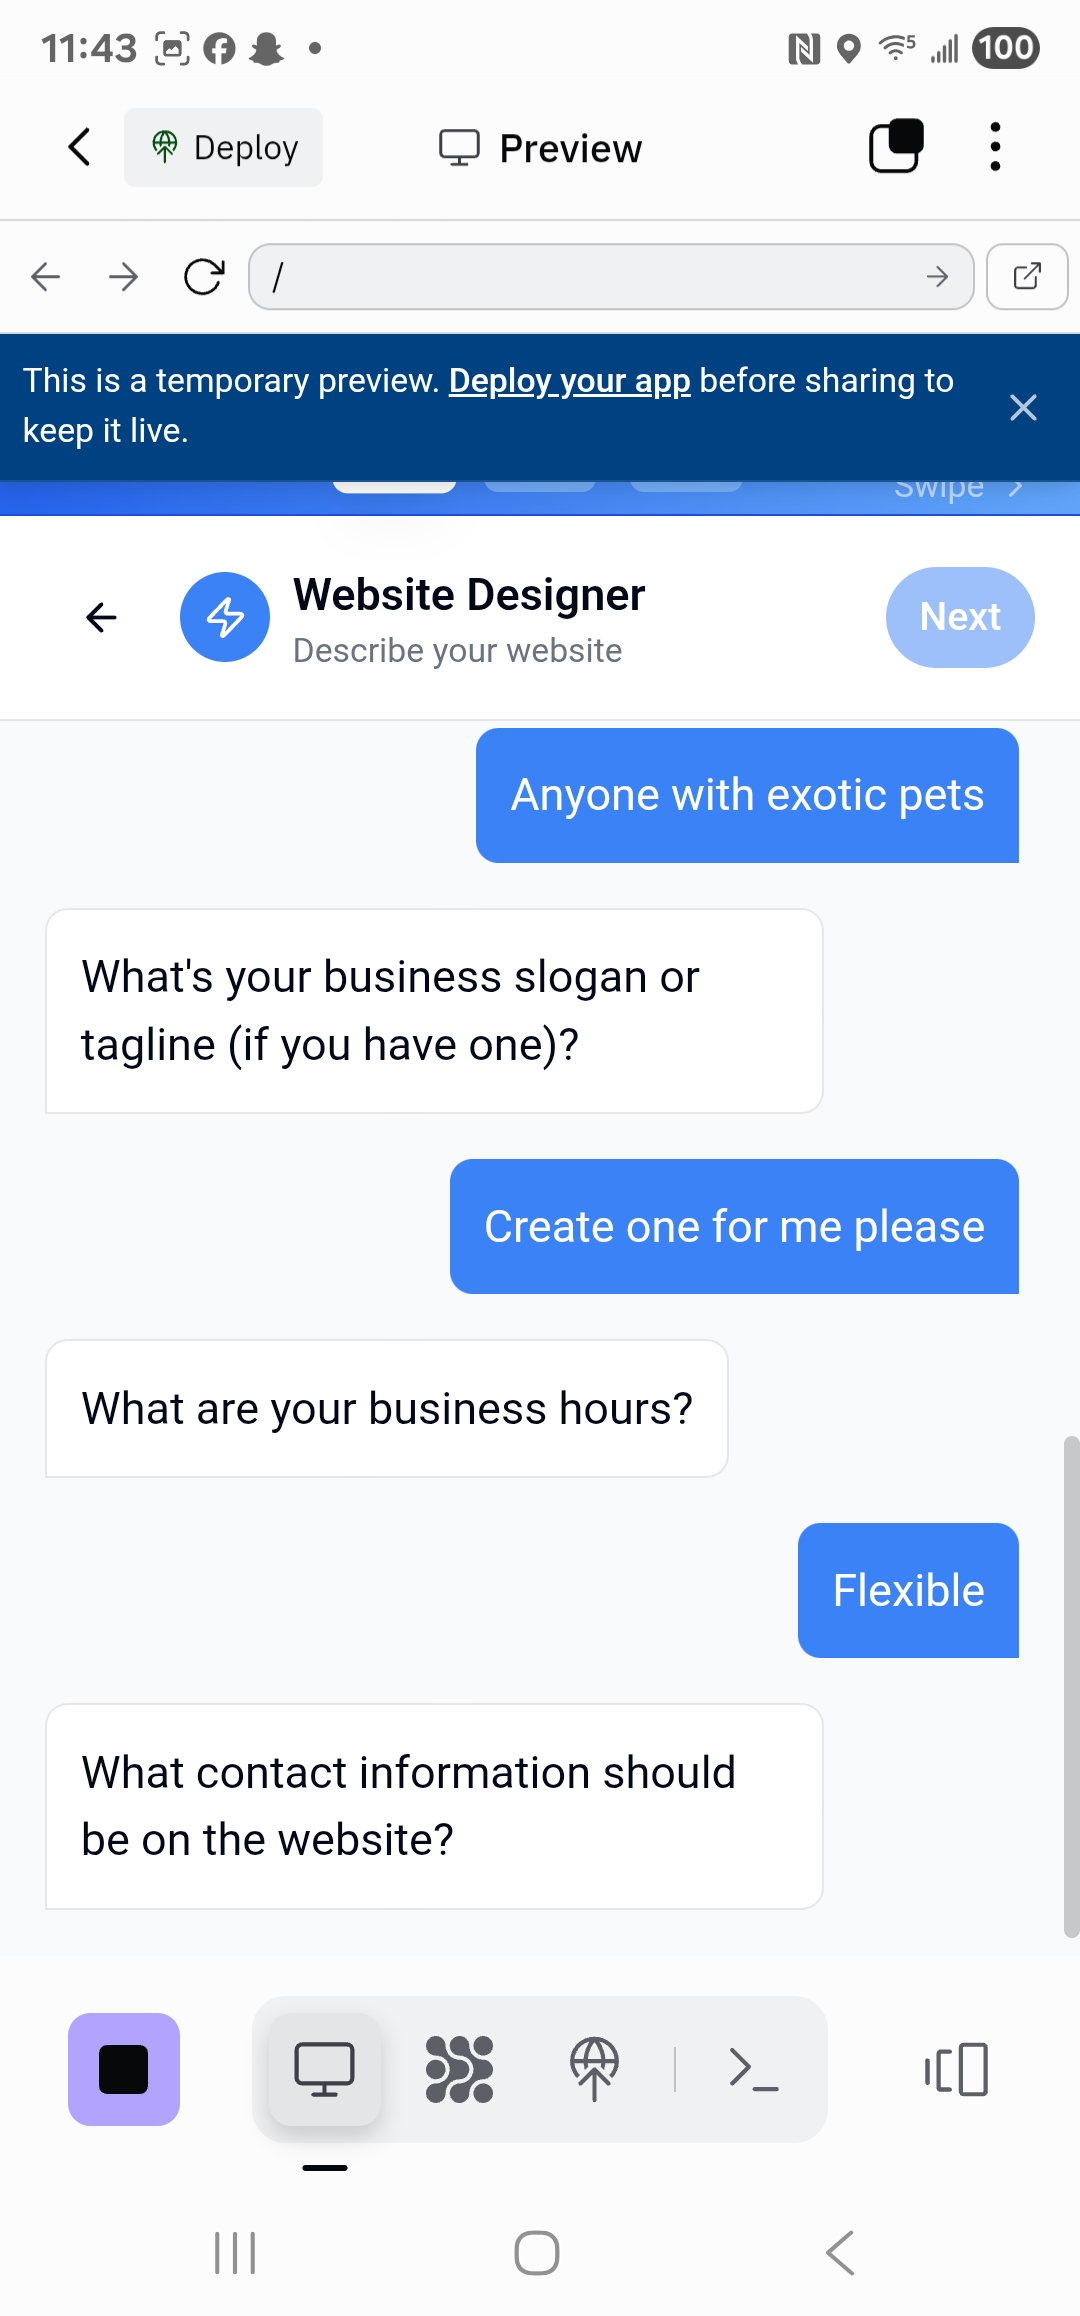 11:43
5
100
Deploy
Preview
/
This is a temporary preview. Deploy your app before sharing to
keep it live.
Swipe
Website Designer
Describe your website
Next
Anyone with exotic pets
What's your business slogan or
tagline (if you have one)?
Create one for me please
What are your business hours?
Flexible
What contact information should
be on the website?